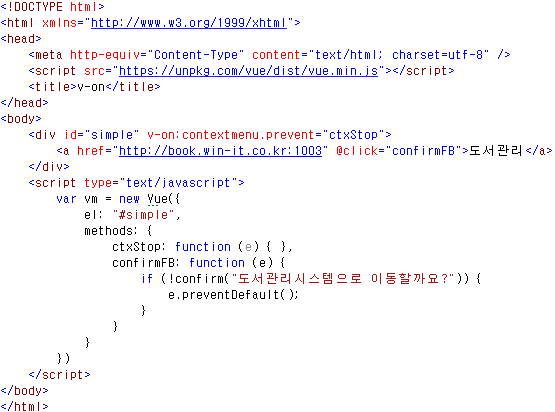 <!DOCTYPE html>
<html xmlns="http://www.w3.org/1999/xhtml">
<head>
    <meta http-equiv="Content-Type" content="text/html; charset=utf-8" />
    <script src="https://unpkg.com/vue/dist/vue.min.js"></script>
    <title>v-on</title>
</head>
<body>
    <div id="simple" v-on:contextmenu.prevent="ctxStop">
        <a href="http://book.win-it.co.kr:1003" @click="confirmFB">도서관리</a>
    </div>
    <script type="text/javascript">
        var vm = new Vue({
            el: "#simple",
            methods: {
                ctxStop: function (e) { },
                confirmFB: function (e) {
                    if (!confirm("도서관리시스템으로 이동할까요?")) {
                        e.preventDefault();
                    }
                }
            }
        })
    </script>
</body>
</html>